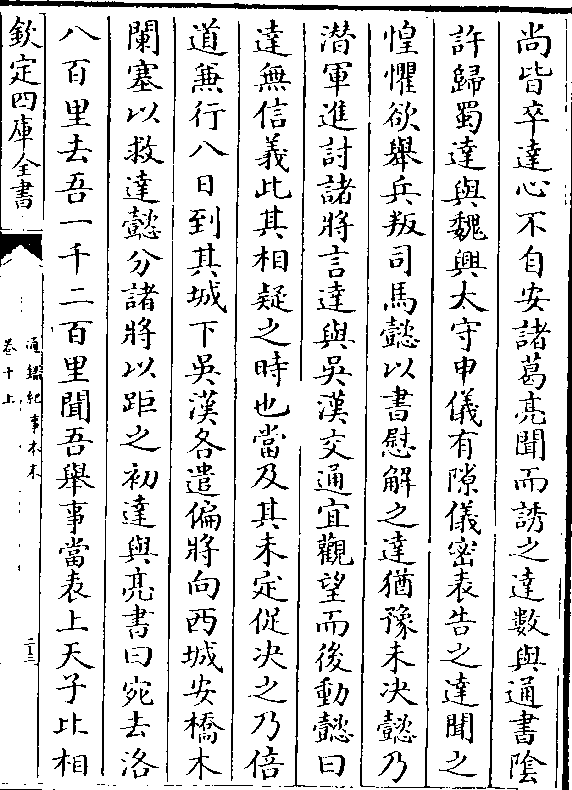 尚皆卒達心不自安諸葛亮聞而誘之達數與通書陰
許歸蜀達與魏興太守申儀有隙儀密表告之達聞之
惶懼欲舉兵叛司馬懿以書慰解之達猶豫未決懿乃
潜軍進討諸將言達與吳漢交通宜觀望而後動懿曰
達無信義此其相疑之時也當及其未定促决之乃倍
道兼行八日到其城下吳漢各遣偏將向西城安橋木
闌塞以救達懿分諸將以距之初達與亮書曰宛去洛
八百里去吾一千二百里聞吾舉事當表上天子比相
欽定四庫全書
通鑑紀事本末
卷十上
二十三